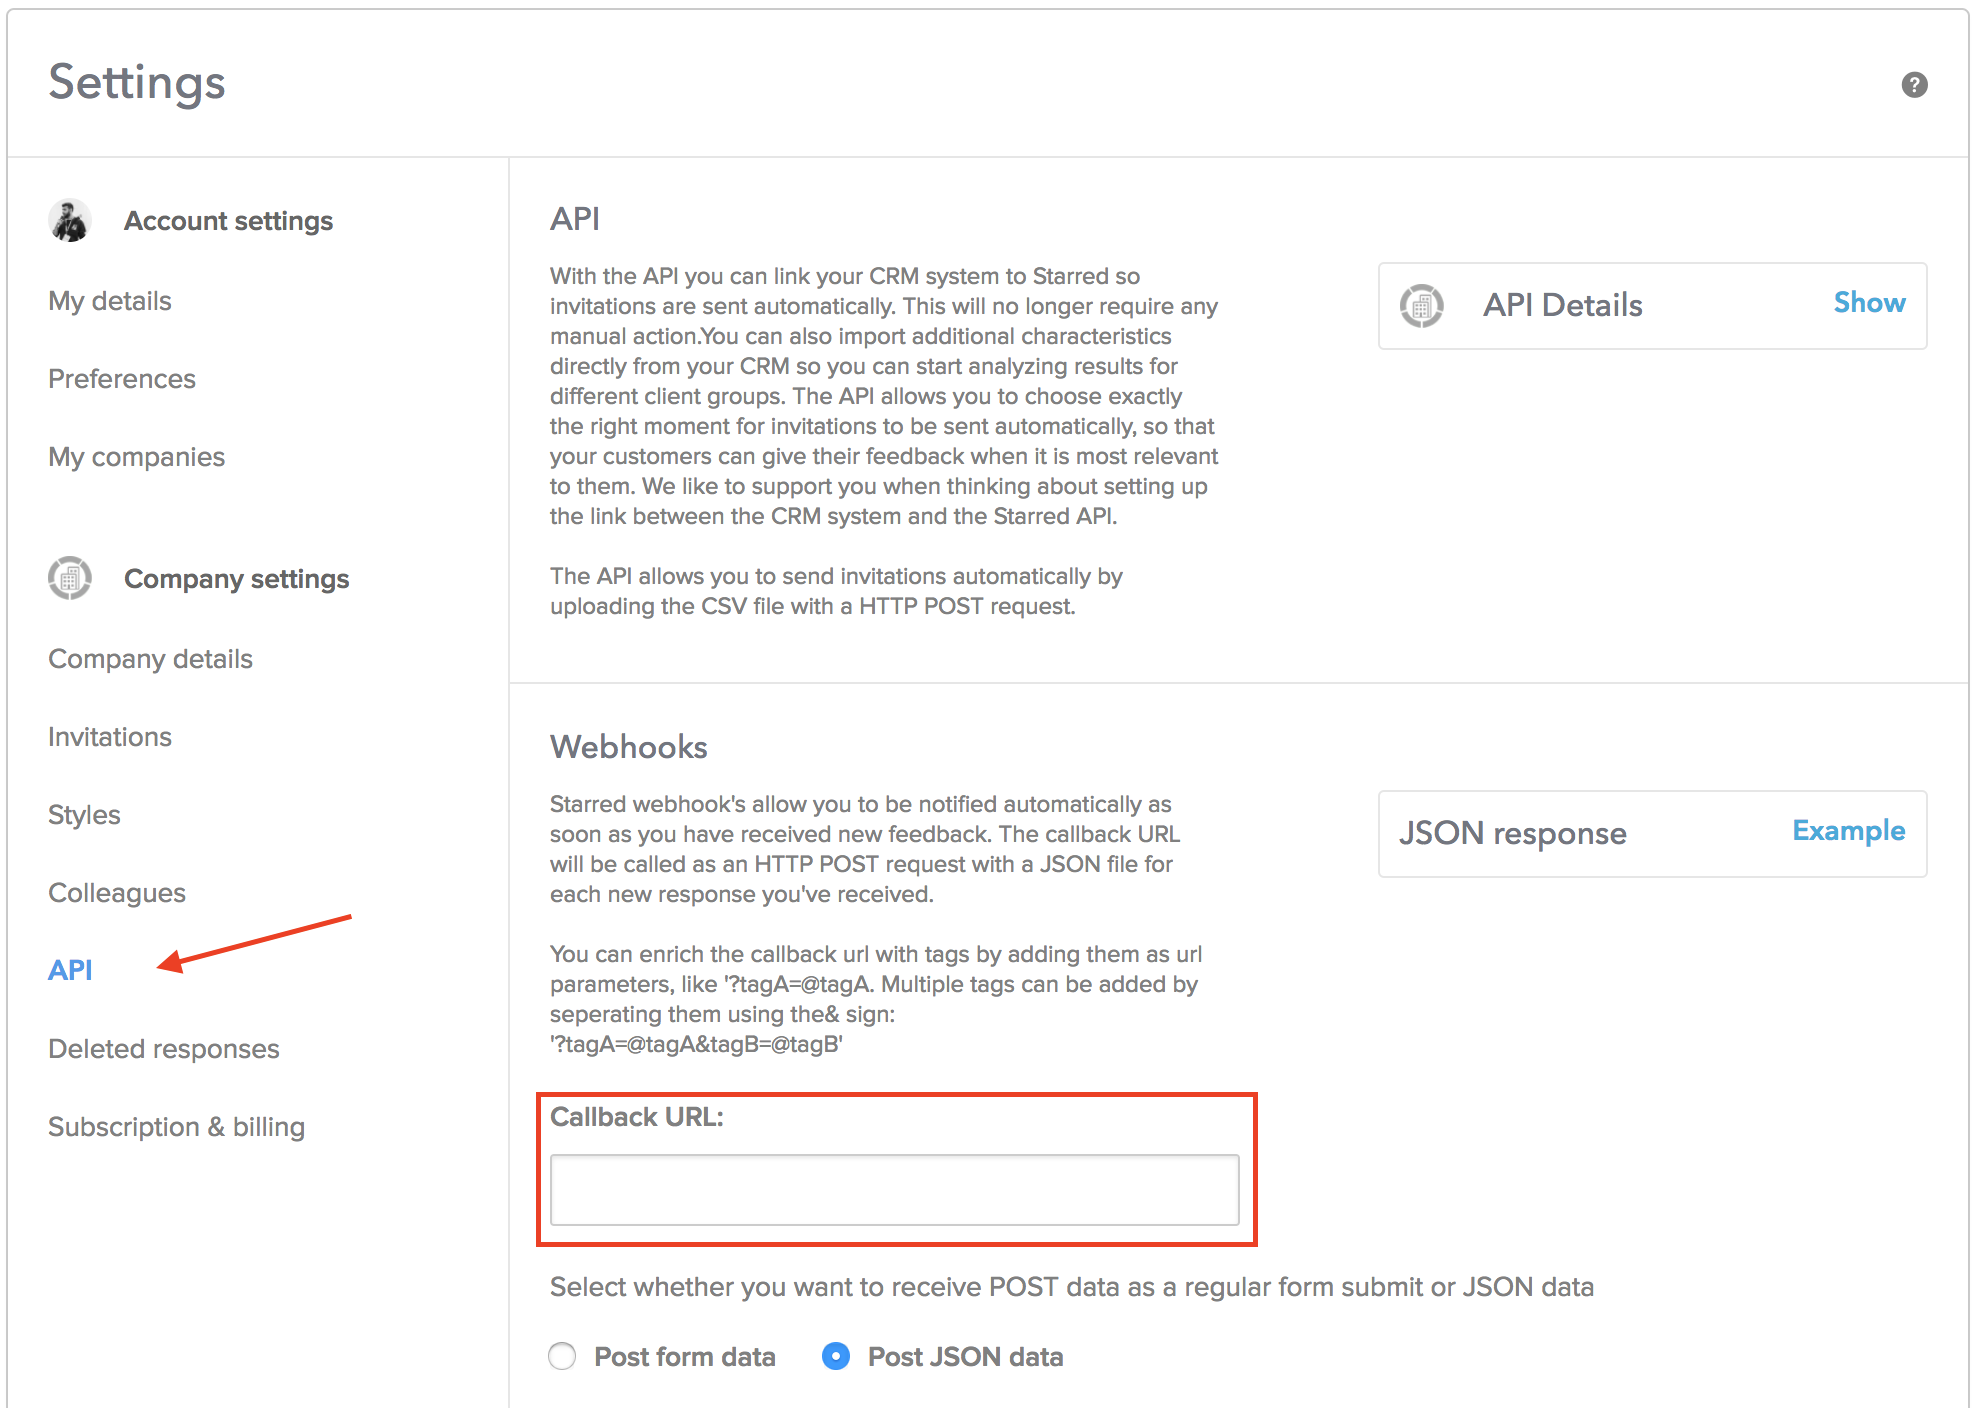 Settings
?
Account settings
My details
Preferences
My companies
Company settings
Company details
Invitations
Styles
Colleagues
API
Deleted responses
Subscription & billing
API
With the API you can link your CRM system to Starred so
invitations are sent automatically. This will no longer require any
manual action.You can also import additional characteristics
directly from your CRM so you can start analyzing results for
different client groups. The API allows you to choose exactly
the right moment for invitations to be sent automatically, so that
your customers can give their feedback when it is most relevant
to them. We like to support you when thinking about setting up
the link between the CRM system and the Starred API.
The API allows you to send invitations automatically by
uploading the CSV file with a HTTP POST request.
API Details
Show
Webhooks
Starred webhook's allow you to be notified automatically as
soon as you have received new feedback. The callback URL
will be called as an HTTP POST request with a JSON file for
each new response you've received.
You can enrich the callback url with tags by adding them as url
parameters, like '?tagA=@tagA. Multiple tags can be added by
seperating them using the& sign:
'?tagA=@tagA&tagB=@tagB'
JSON response
Example
Callback URL:
Select whether you want to receive POST data as a regular form submit or JSON data
Post form data
Post JSON data